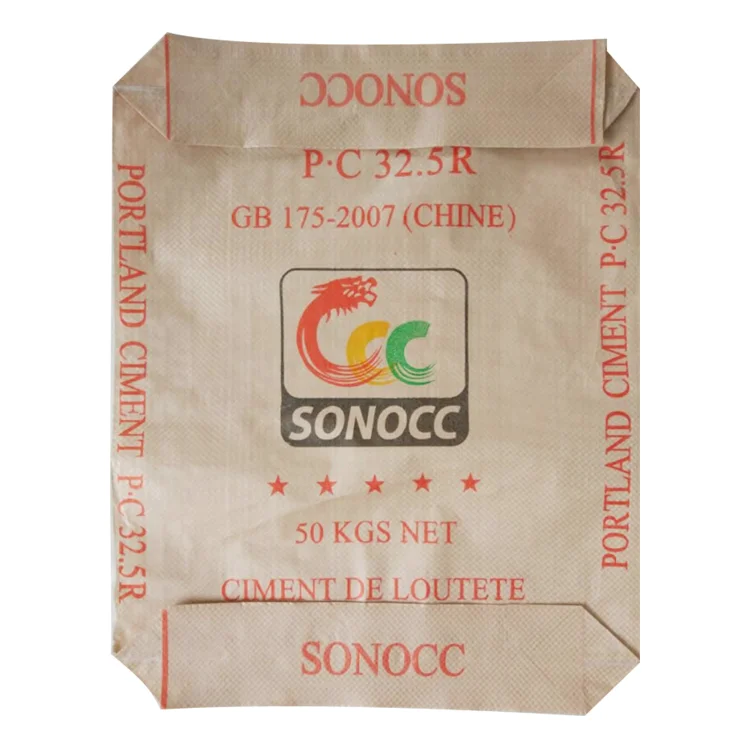 SONOCC
P·C 32.5R
GB 175-2007 (CHINE)
PORTLAND CIMENT P·C 32.5R
PORTLAND CIMENT P·C 32.5R
SONOCC
50 KGS NET
CIMENT DE LOUTETE
SONOCC